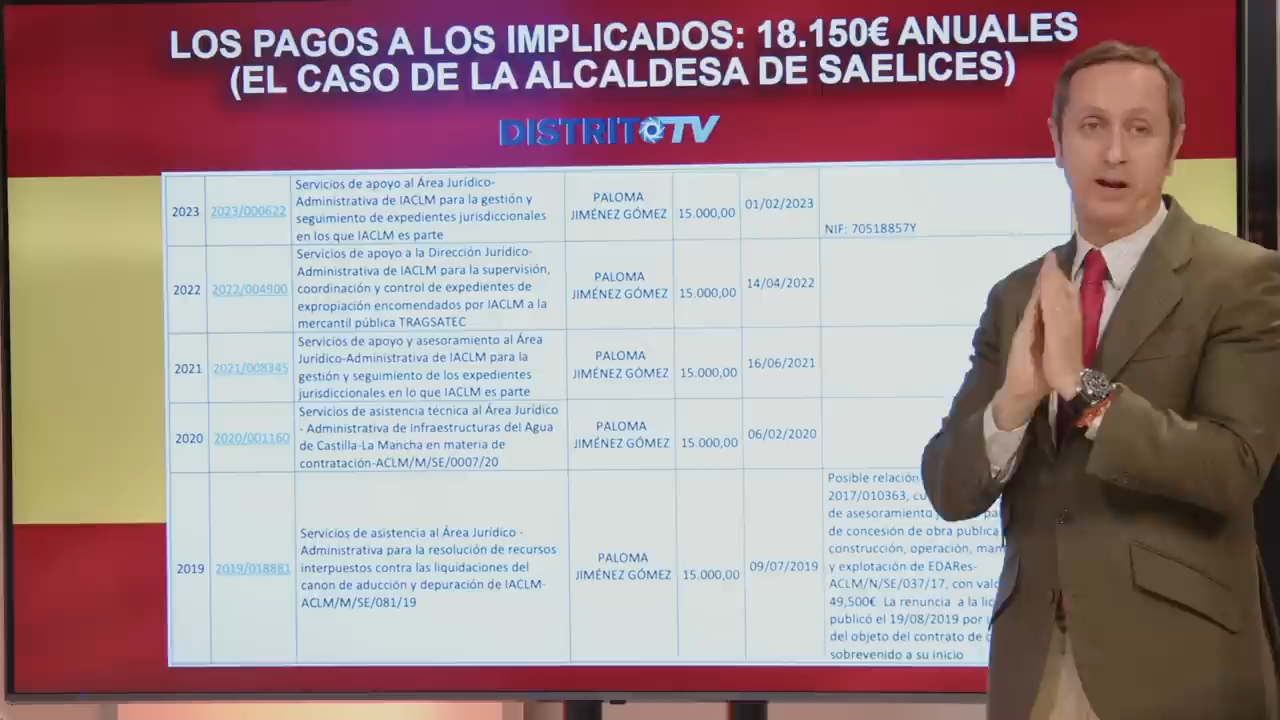 LOS PAGOS A LOS IMPLICADOS: 18.150€ ANUALES
(EL CASO DE LA ALCALDESA DE SAELICES)
DISTRITO TV
2023
2023/000622
Servicios de apoyo al Área Jurídico-
Administrativa de IACLM para la gestión y
seguimiento de expedientes jurisdiccionales
en los que IACLM es parte
PALOMA
JIMÉNEZ GÓMEZ
15.000,00
01/02/2023
NIF: 70518857Y
2022
2022/004900
Servicios de apoyo a la Dirección Jurídico-
Administrativa de IACLM para la supervisión,
coordinación y control de expedientes de
expropiación encomendados por IACLM a la
mercantil pública TRAGSATEC
PALOMA
JIMÉNEZ GÓMEZ
15.000,00
14/04/2022
2021
2021/008345
Servicios de apoyo y asesoramiento al Área
Jurídico-Administrativa de IACLM para la
gestión y seguimiento de los expedientes
jurisdiccionales en lo que IACLM es parte
PALOMA
JIMÉNEZ GÓMEZ
15.000,00
16/06/2021
2020
2020/001160
Servicios de asistencia técnica al Área Jurídico
- Administrativa de Infraestructuras del Agua
de Castilla-La Mancha en materia de
contratación-ACLM/M/SE/0007/20
PALOMA
JIMÉNEZ GÓMEZ
15.000,00
06/02/2020
2019
2019/018881
Servicios de asistencia al Área Jurídico -
Administrativa para la resolución de recursos
interpuestos contra las liquidaciones del
canon de aducción y depuración de IACLM-
ACLM/M/SE/081/19
PALOMA
JIMÉNEZ GÓMEZ
15.000,00
09/07/2019
Posible relación
2017/010363,
de asesoramiento
de concesión de obra publica
construcción, operación,
y explotación de EDARes-
ACLM/N/SE/037/17, con
49,500€ La renuncia a la
publicó el 19/08/2019 por
del objeto del contrato de
sobrevenido a su inicio